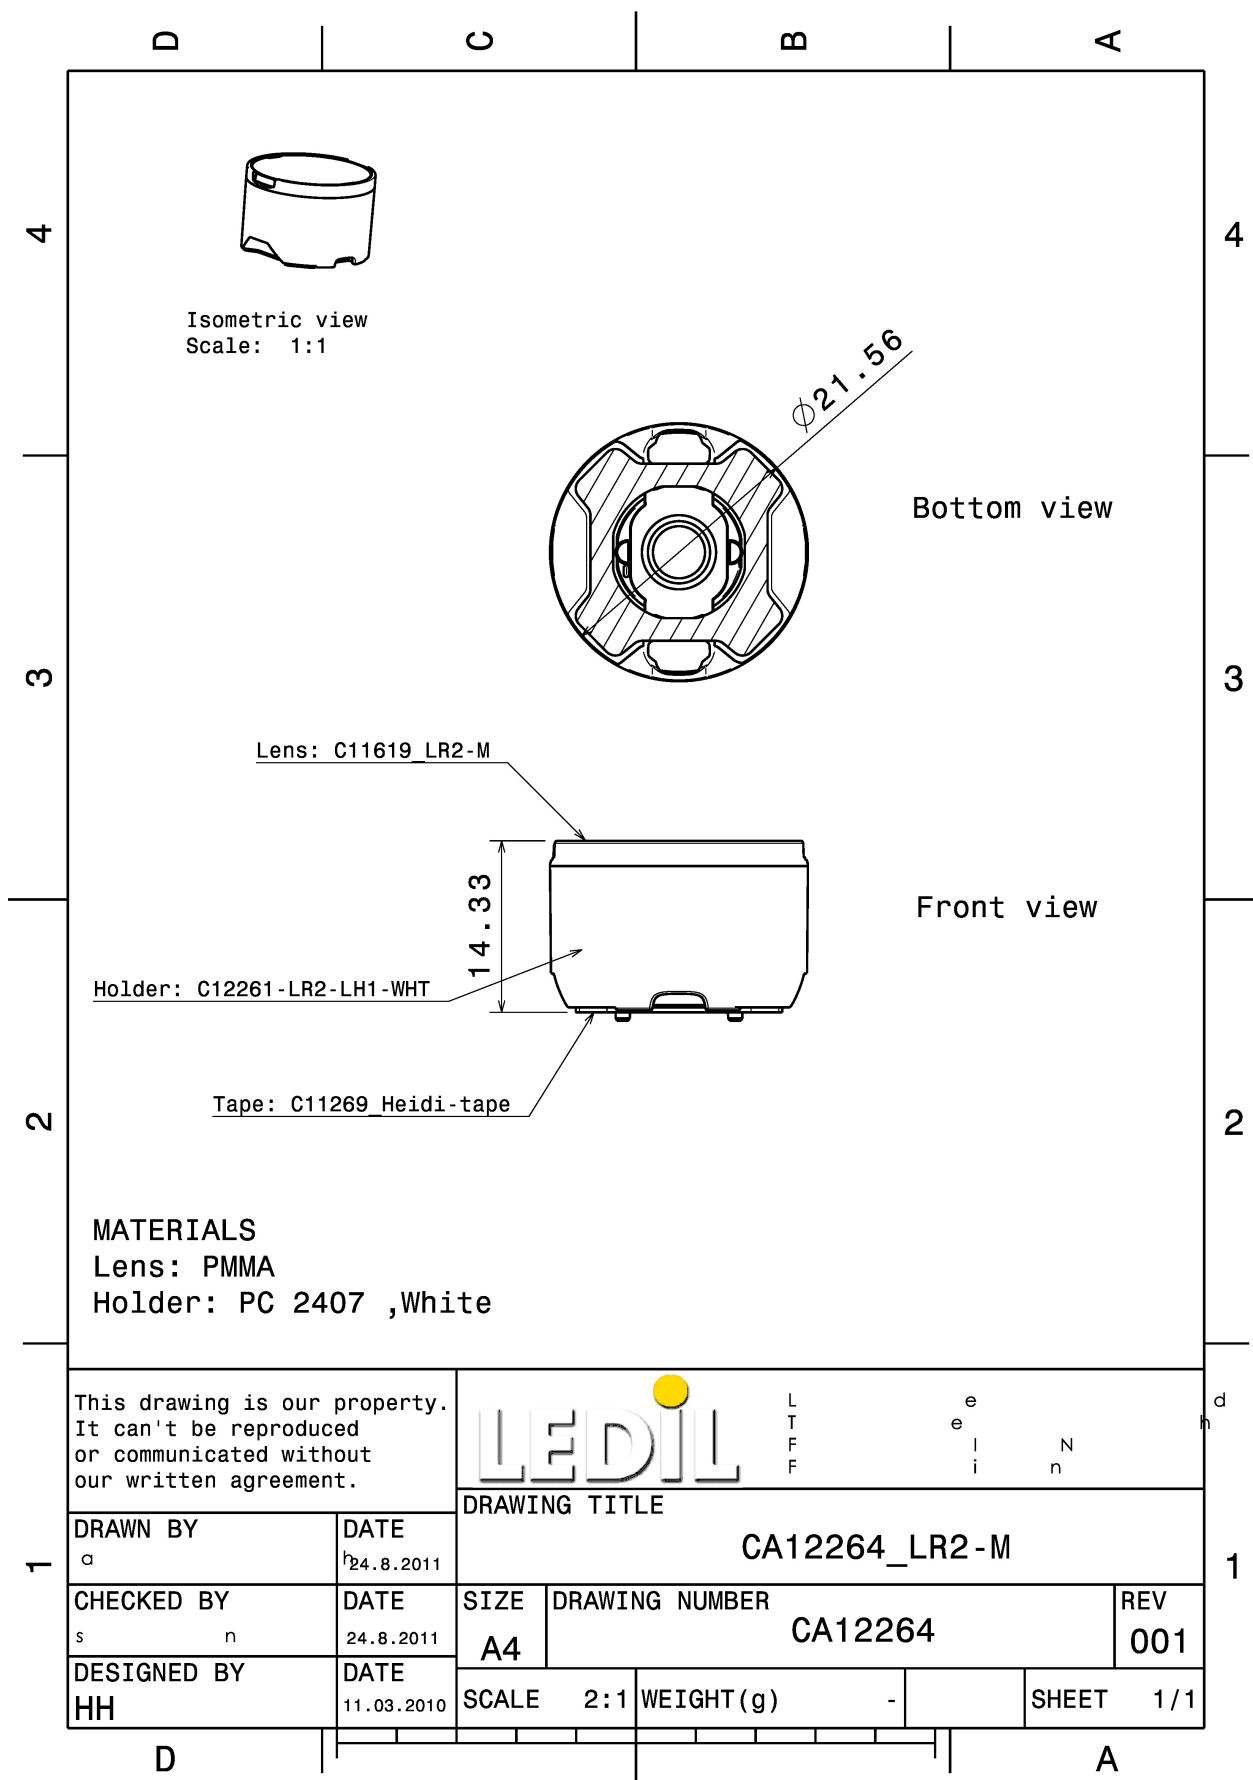 D C B A
4 4
Isometric view
Scale: 1:1
Ø21.56
Bottom view
3 3
Lens: C11619_LR2-M
14.33
Front view
Holder: C12261-LR2-LH1-WHT
Tape: C11269_Heidi-tape
2 2
MATERIALS
Lens: PMMA
Holder: PC 2407 ,White
This drawing is our property.
It can't be reproduced
or communicated without
our written agreement.
LEDiL
L e d
T e h
F I N
F i n
DRAWING TITLE
CA12264_LR2-M
DRAWN BY
a
DATE
h24.8.2011
1 1
CHECKED BY
s n
DATE
24.8.2011
SIZE
A4
DRAWING NUMBER
CA12264
REV
001
DESIGNED BY
HH
DATE
11.03.2010
SCALE 2:1
WEIGHT(g) -
SHEET 1/1
D A